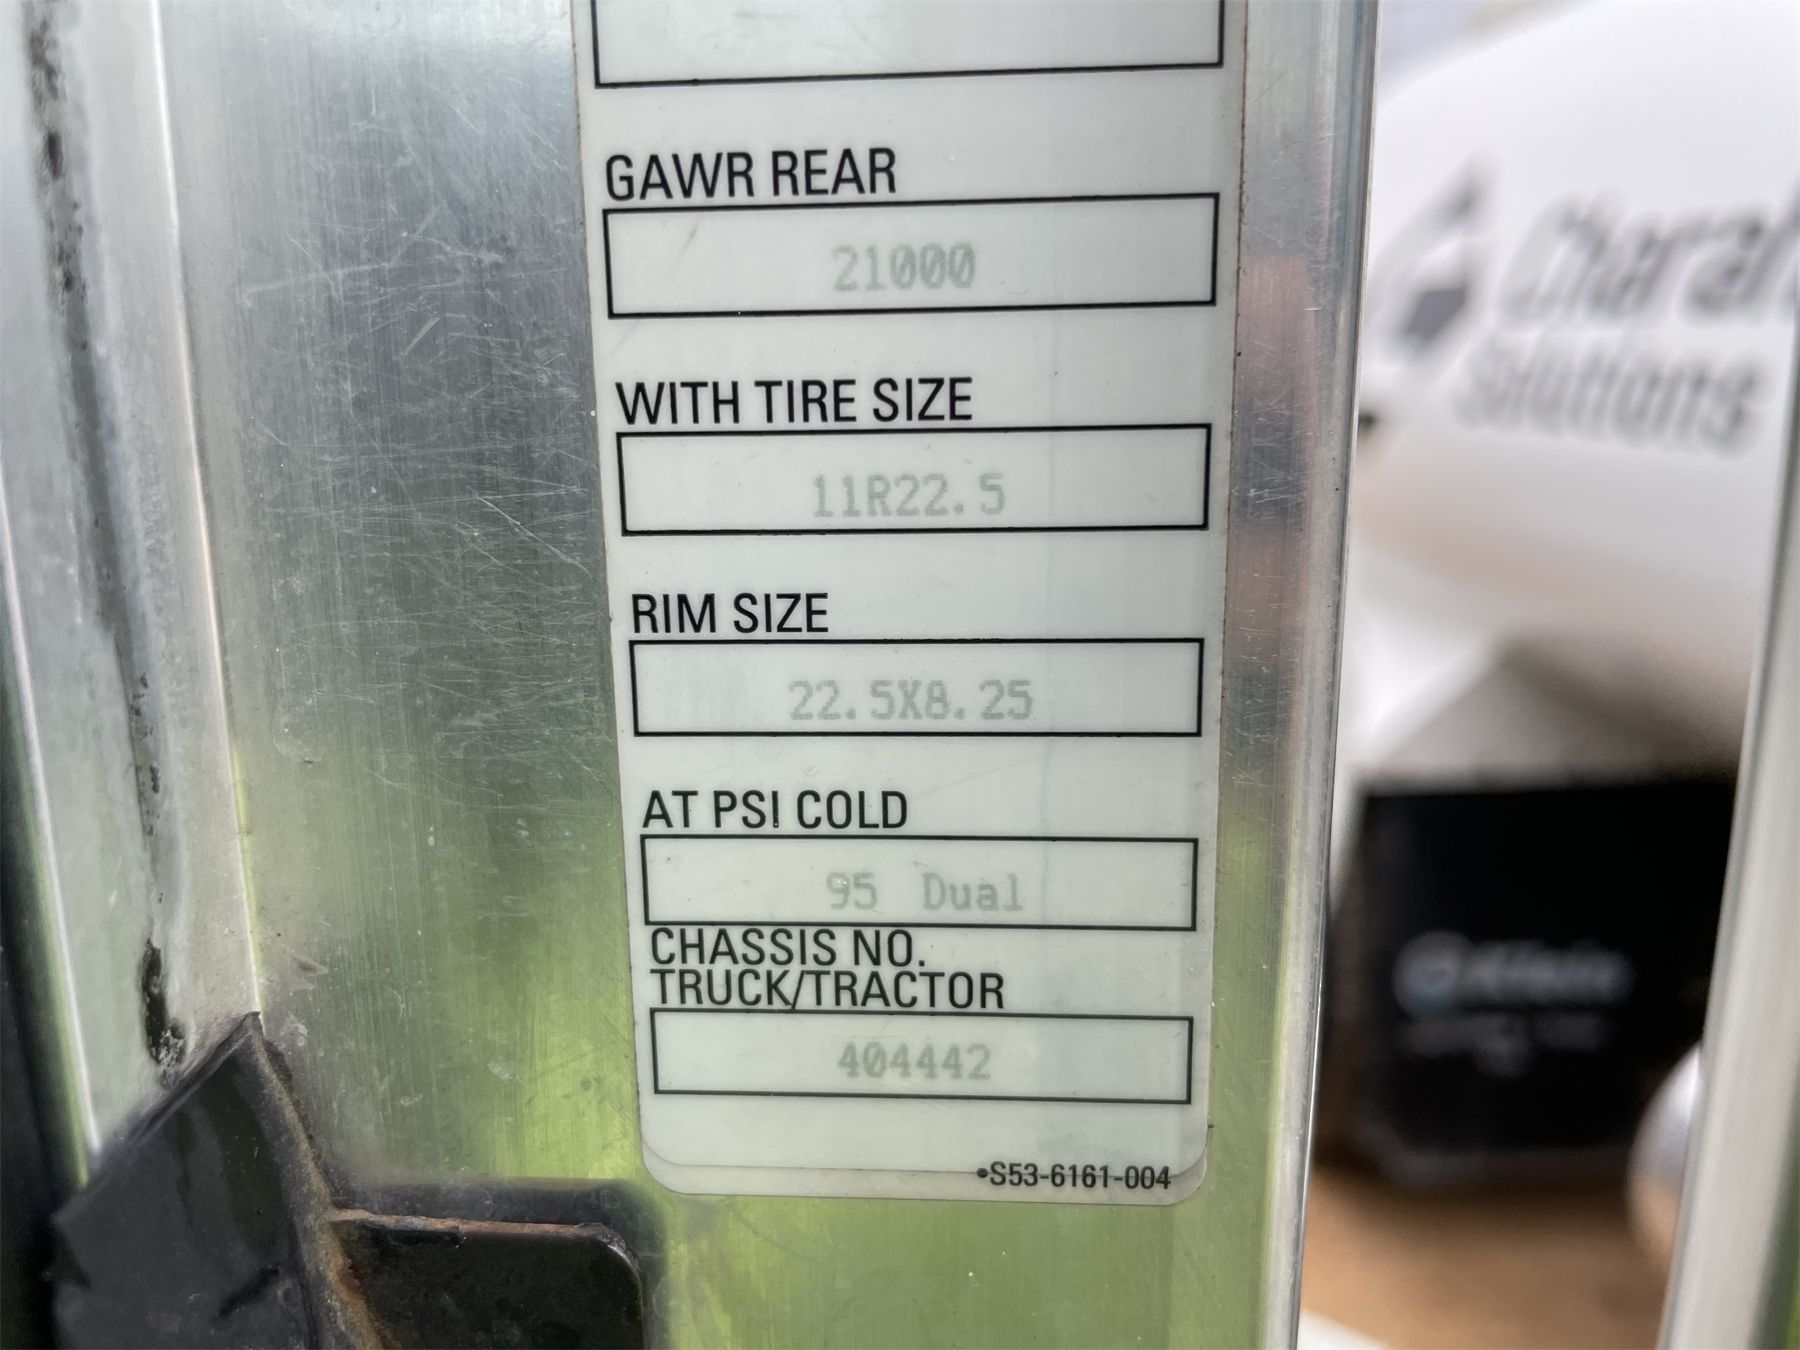 GAWR REAR
21000
WITH TIRE SIZE
11R22.5
RIM SIZE
22.5X8.25
AT PSI COLD
95 Dual
CHASSIS NO.
TRUCK/TRACTOR
404442
•S53-6161-004
Solutions